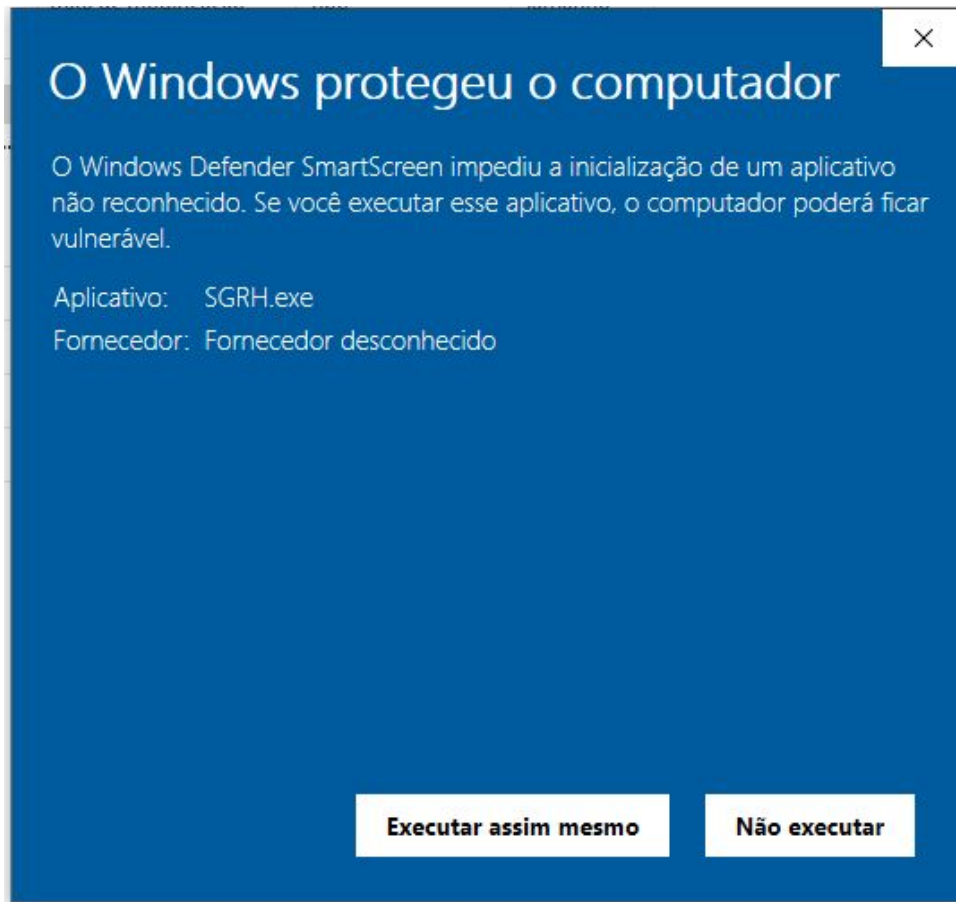 O Windows protegeu o computador
O Windows Defender SmartScreen impediu a inicialização de um aplicativo
não reconhecido. Se você executar esse aplicativo, o computador poderá ficar
vulnerável.
Aplicativo: SGRH.exe
Fornecedor: Fornecedor desconhecido
Executar assim mesmo
Não executar